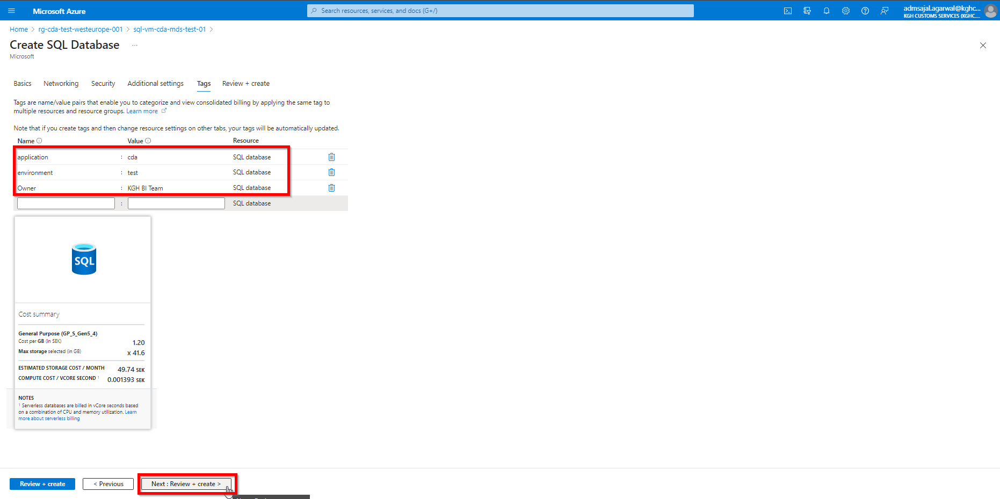 Microsoft Azure
Search resources, services, and docs (G+/)
admsajal.agarwal@kghc...
KGH CUSTOMS SERVICES (KGHC....
Home > rg-cda-test-westeurope-001 > sql-vm-cda-mds-test-01 >
Create SQL Database ...
Microsoft
Basics Networking Security Additional settings Tags Review + create
Tags are name/value pairs that enable you to categorize and view consolidated billing by applying the same tag to
multiple resources and resource groups. Learn more
Note that if you create tags and then change resource settings on other tabs, your tags will be automatically updated.
Name Value Resource
application : cda SQL database
environment : test SQL database
Owner : KGH BI Team SQL database
: SQL database
SQL
Cost summary
General Purpose (GP_S_Gen5_4)
Cost per GB (in SEK) 1.20
Max storage selected (in GB) x 41.6
ESTIMATED STORAGE COST / MONTH 49.74 SEK
COMPUTE COST / VCORE SECOND ¹ 0.001393 SEK
NOTES
¹ Serverless databases are billed in vCore seconds based
on a combination of CPU and memory utilization. Learn
more about serverless billing
Review + create < Previous Next : Review + create >